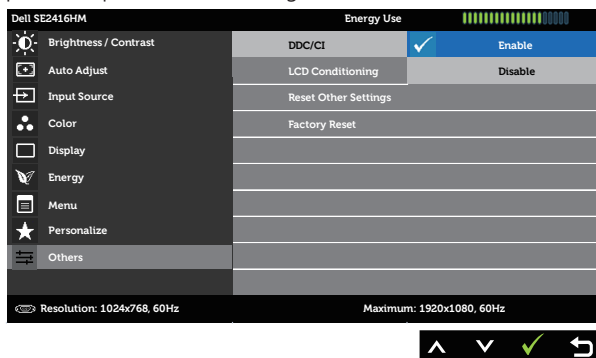 Dell SE2416HM Energy Use
Brightness / Contrast DDC/CI Enable
Auto Adjust LCD Conditioning Disable
Input Source Reset Other Settings
Color Factory Reset
Display
Energy
Menu
Personalize
Others
Resolution: 1024x768, 60Hz Maximum: 1920x1080, 60Hz